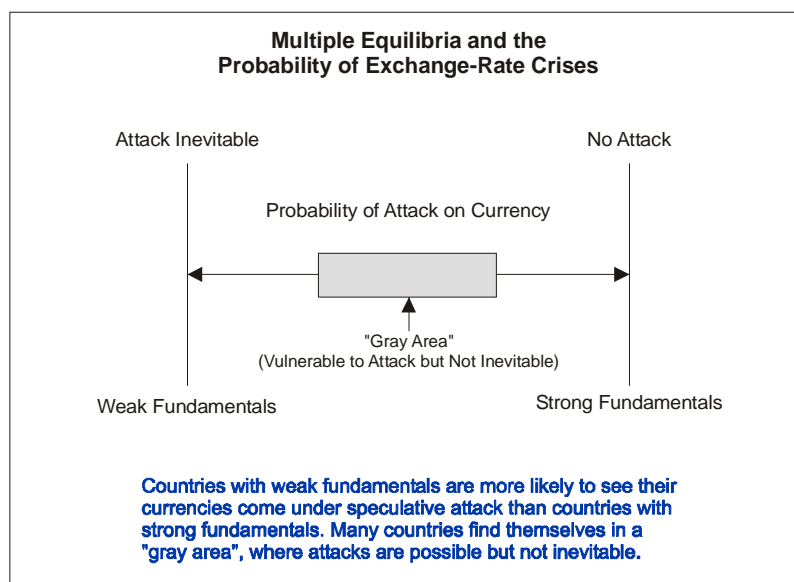 Multiple Equilibria and the
Probability of Exchange-Rate Crises
Attack Inevitable
No Attack
Probability of Attack on Currency
"Gray Area"
(Vulnerable to Attack but Not Inevitable)
Weak Fundamentals
Strong Fundamentals
Countries with weak fundamentals are more likely to see their
currencies come under speculative attack than countries with
strong fundamentals. Many countries find themselves in a
"gray area", where attacks are possible but not inevitable.